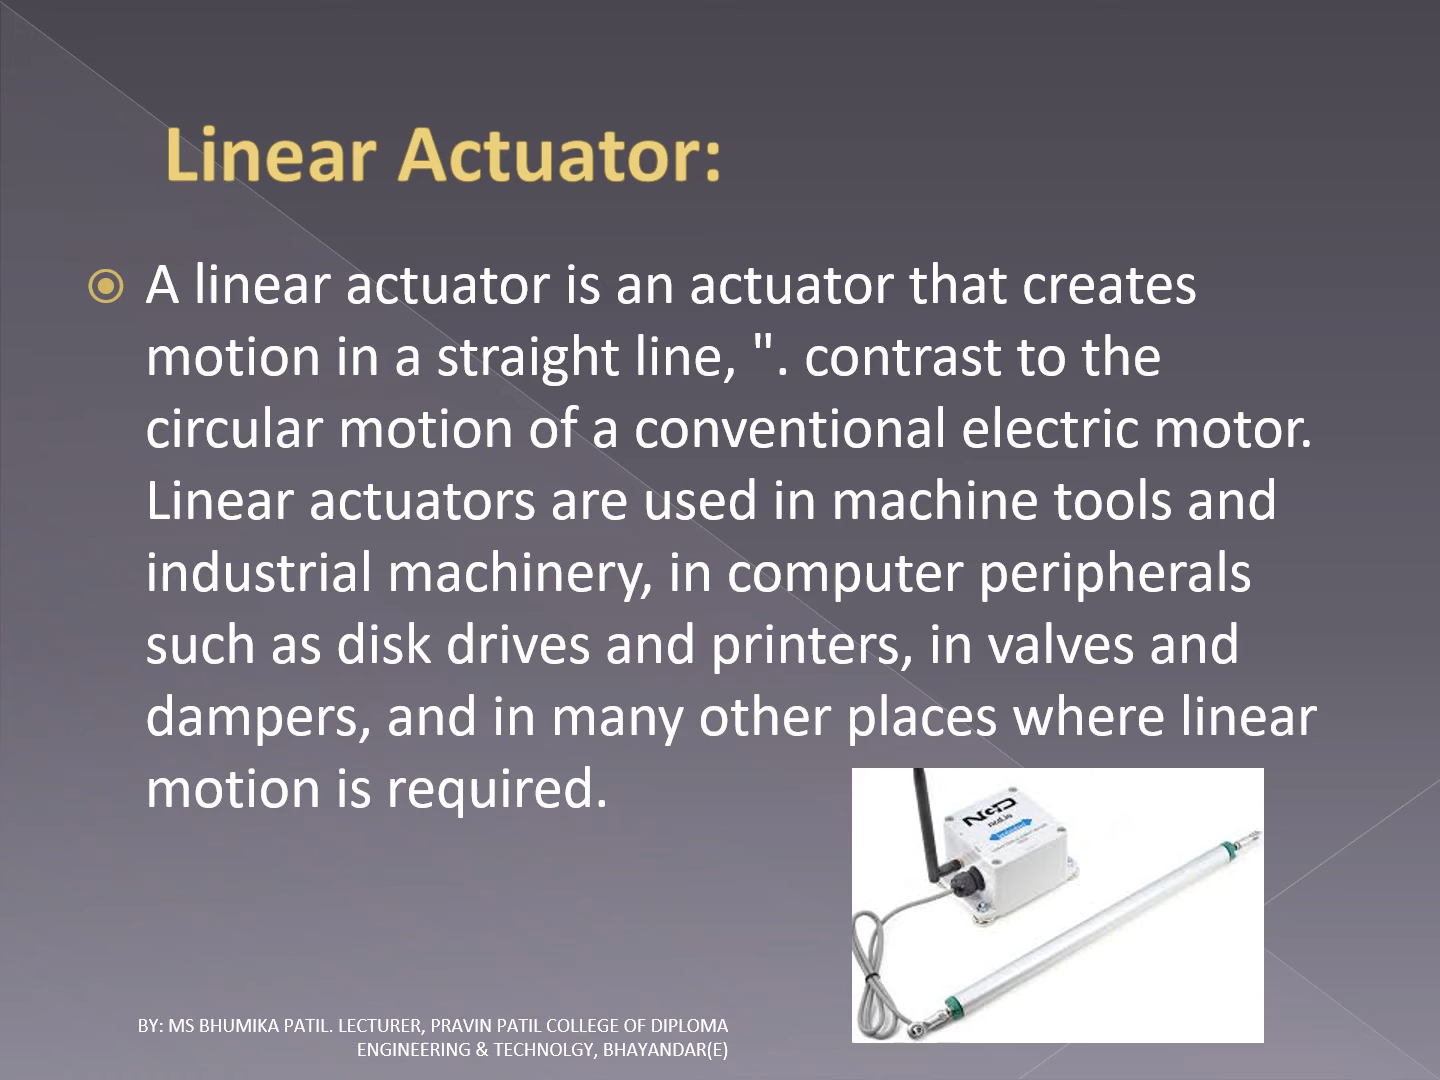 Linear Actuator:
A linear actuator is an actuator that creates
motion in a straight line, ". contrast to the
circular motion of a conventional electric motor.
Linear actuators are used in machine tools and
industrial machinery, in computer peripherals
such as disk drives and printers, in valves and
dampers, and in many other places where linear
motion is required.
NCD
ncd.io
BY: MS BHUMIKA PATIL. LECTURER, PRAVIN PATIL COLLEGE OF DIPLOMA
ENGINEERING & TECHNOLGY, BHAYANDAR(E)